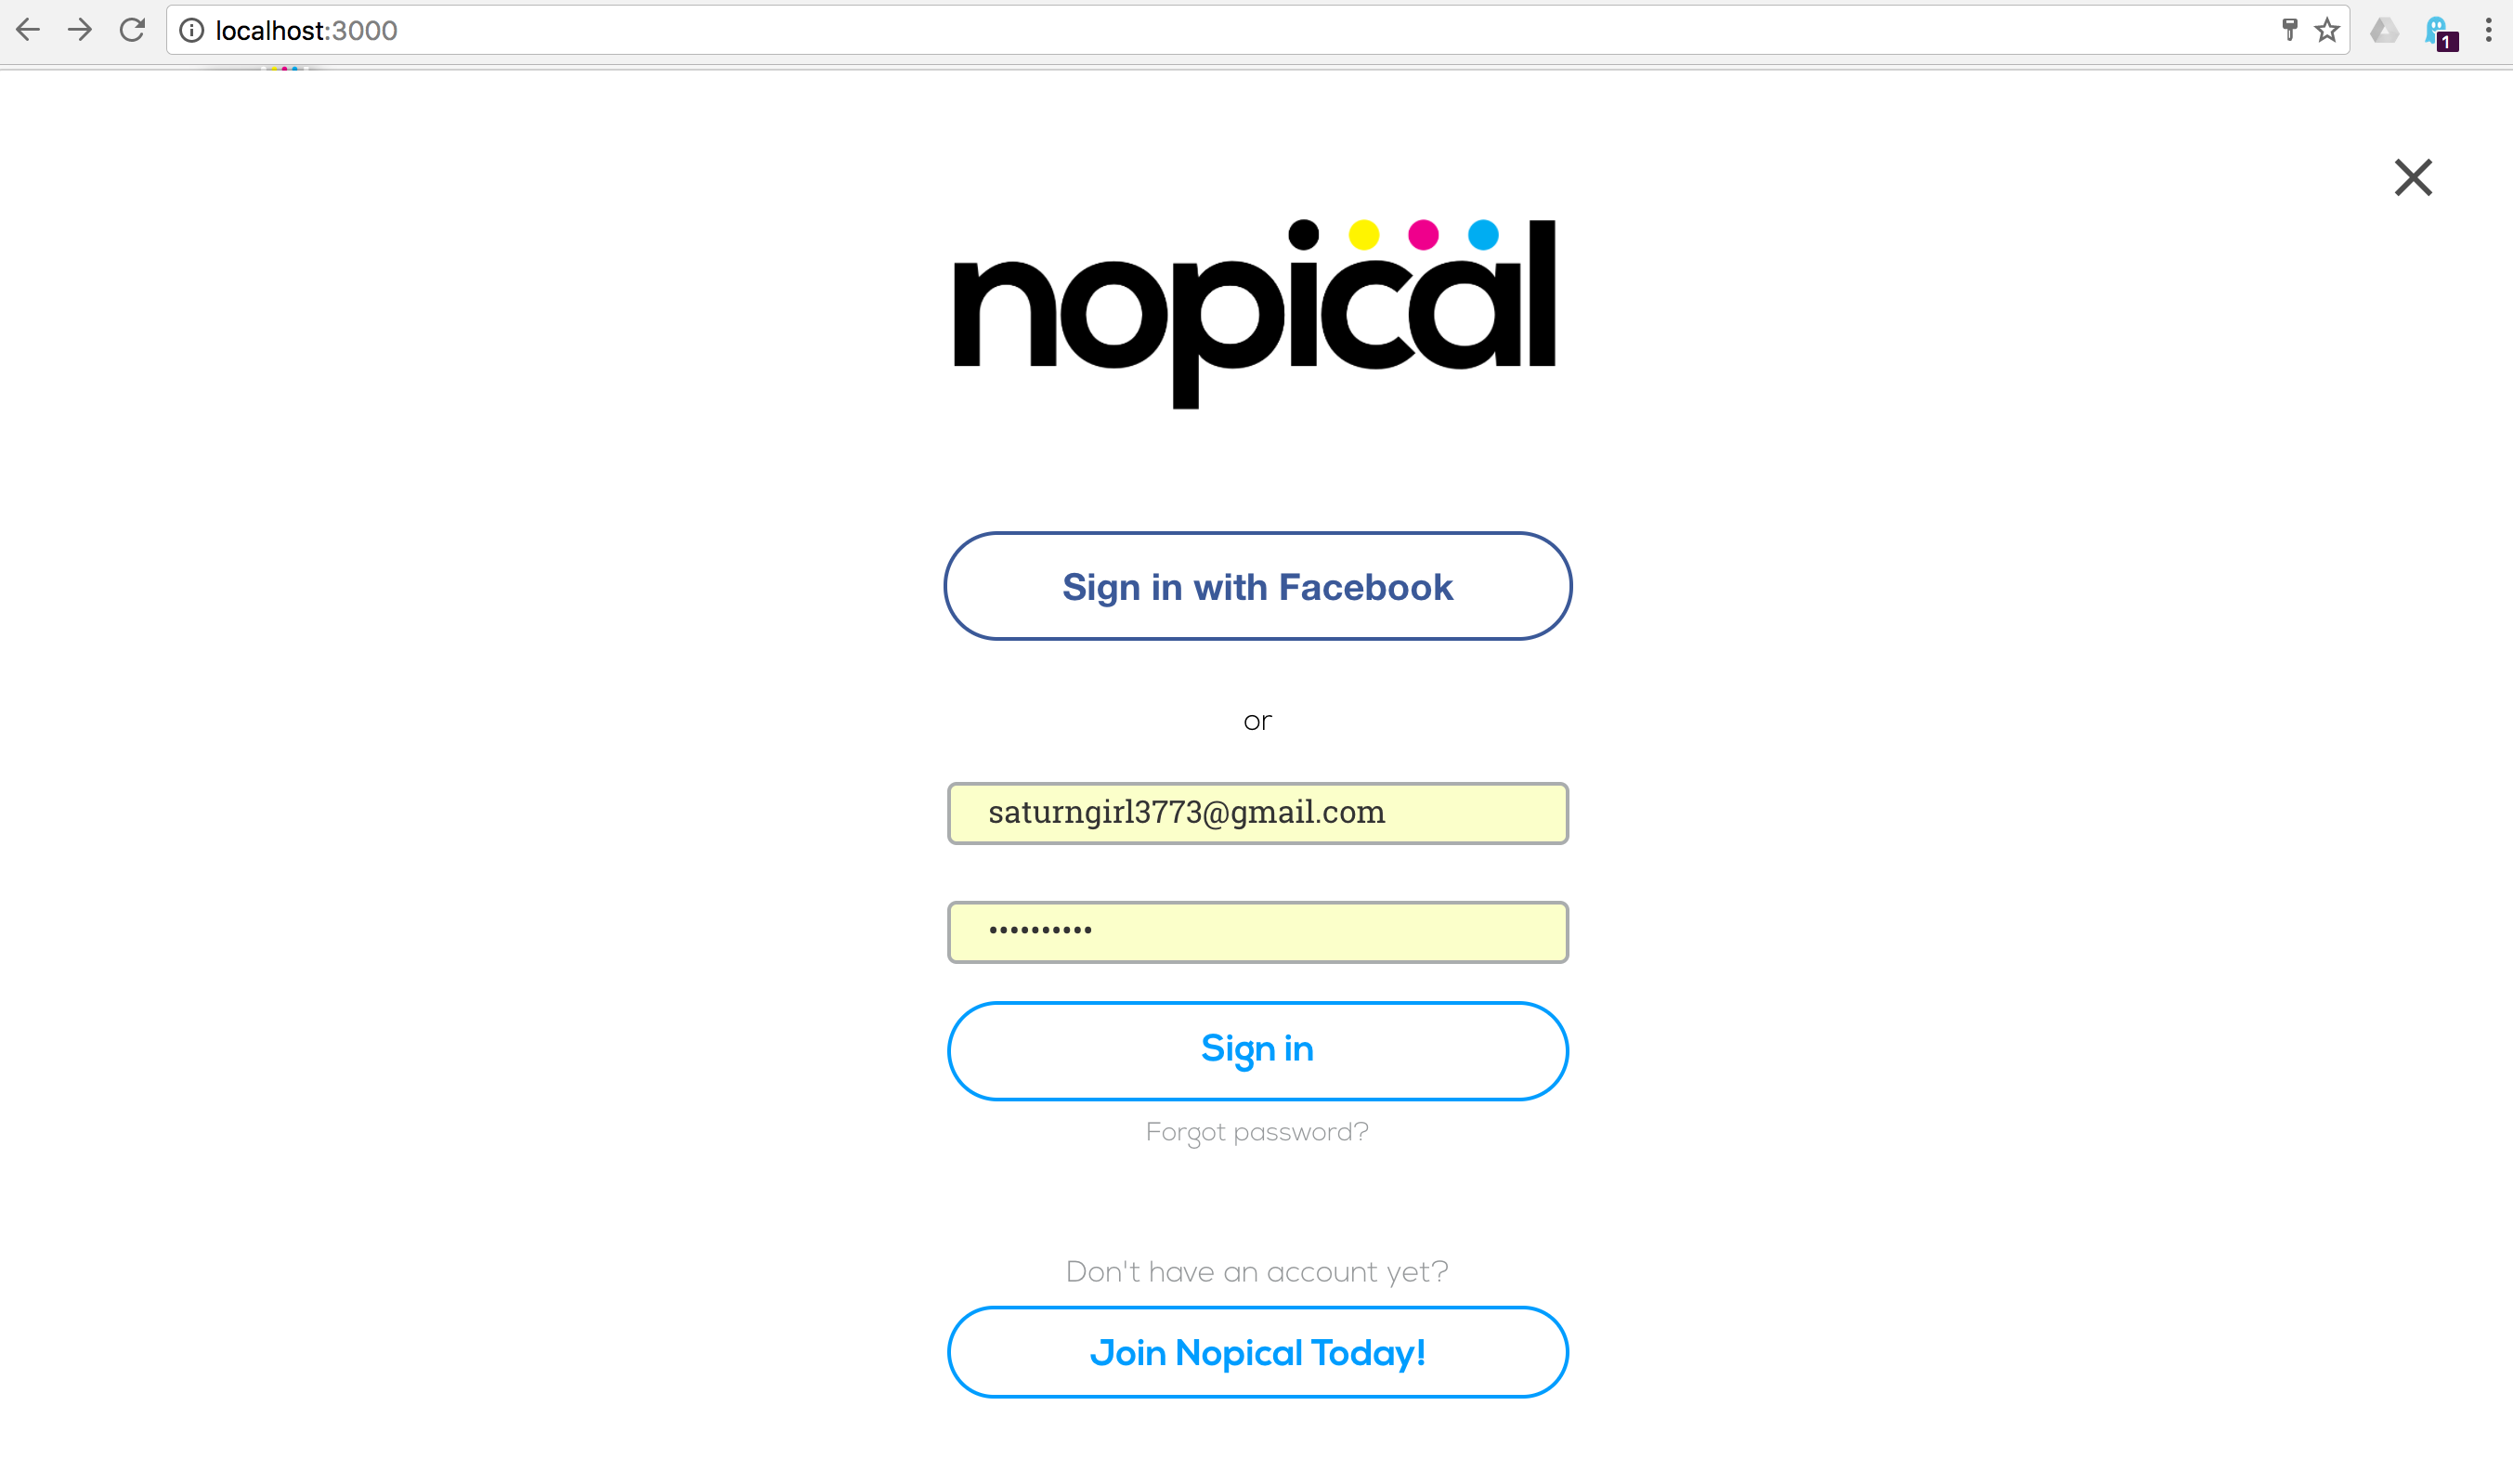 localhost:3000
1
nopical
Sign in with Facebook
or
saturngirl3773@gmail.com
••••••••••
Sign in
Forgot password?
Don't have an account yet?
Join Nopical Today!